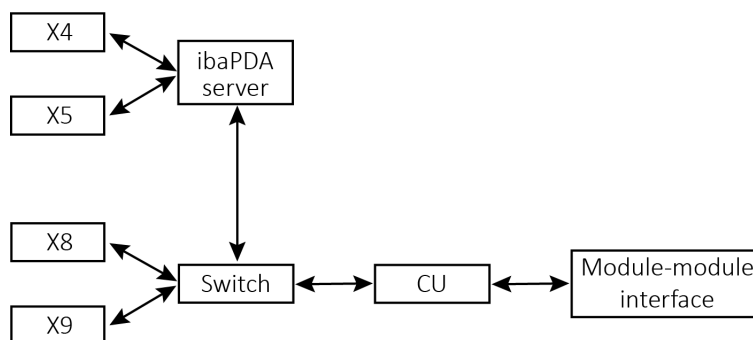 X4
ibaPDA
server
X5
X8
Switch
CU
Module-module
interface
X9